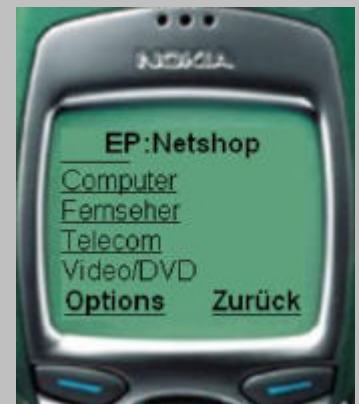 NOKIA
EP:Netshop
Computer
Fernseher
Telecom
Video/DVD
Options Zurück